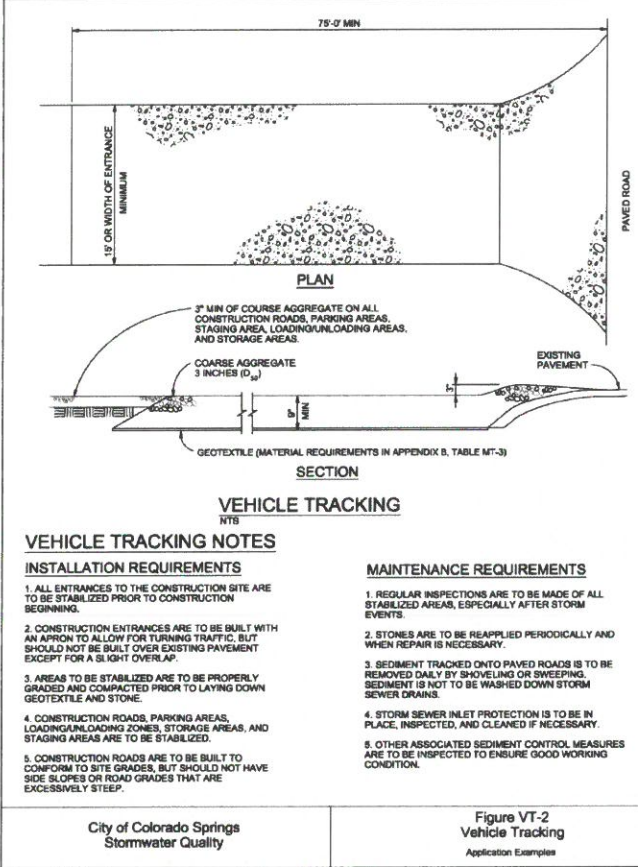 75'-0' MIN
15' OR WIDTH OF ENTRANCE
MINIMUM
PAVED ROAD
PLAN
3" MIN OF COURSE AGGREGATE ON ALL
CONSTRUCTION ROADS, PARKING AREAS,
STAGING AREA, LOADING/UNLOADING AREAS,
AND STORAGE AREAS.
COARSE AGGREGATE
3 INCHES (D50)
EXISTING
PAVEMENT
3"
9"
MIN
GEOTEXTILE (MATERIAL REQUIREMENTS IN APPENDIX B, TABLE MT-3)
SECTION
VEHICLE TRACKING
NTS
VEHICLE TRACKING NOTES
INSTALLATION REQUIREMENTS
1. ALL ENTRANCES TO THE CONSTRUCTION SITE ARE
TO BE STABILIZED PRIOR TO CONSTRUCTION
BEGINNING.
2. CONSTRUCTION ENTRANCES ARE TO BE BUILT WITH
AN APRON TO ALLOW FOR TURNING TRAFFIC, BUT
SHOULD NOT BE BUILT OVER EXISTING PAVEMENT
EXCEPT FOR A SLIGHT OVERLAP.
3. AREAS TO BE STABILIZED ARE TO BE PROPERLY
GRADED AND COMPACTED PRIOR TO LAYING DOWN
GEOTEXTILE AND STONE.
4. CONSTRUCTION ROADS, PARKING AREAS,
LOADING/UNLOADING ZONES, STORAGE AREAS, AND
STAGING AREAS ARE TO BE STABILIZED.
5. CONSTRUCTION ROADS ARE TO BE BUILT TO
CONFORM TO SITE GRADES, BUT SHOULD NOT HAVE
SIDE SLOPES OR ROAD GRADES THAT ARE
EXCESSIVELY STEEP.
MAINTENANCE REQUIREMENTS
1. REGULAR INSPECTIONS ARE TO BE MADE OF ALL
STABILIZED AREAS, ESPECIALLY AFTER STORM
EVENTS.
2. STONES ARE TO BE REAPPLIED PERIODICALLY AND
WHEN REPAIR IS NECESSARY.
3. SEDIMENT TRACKED ONTO PAVED ROADS IS TO BE
REMOVED DAILY BY SHOVELING OR SWEEPING.
SEDIMENT IS NOT TO BE WASHED DOWN STORM
SEWER DRAINS.
4. STORM SEWER INLET PROTECTION IS TO BE IN
PLACE, INSPECTED, AND CLEANED IF NECESSARY.
5. OTHER ASSOCIATED SEDIMENT CONTROL MEASURES
ARE TO BE INSPECTED TO ENSURE GOOD WORKING
CONDITION.
City of Colorado Springs
Stormwater Quality
Figure VT-2
Vehicle Tracking
Application Examples